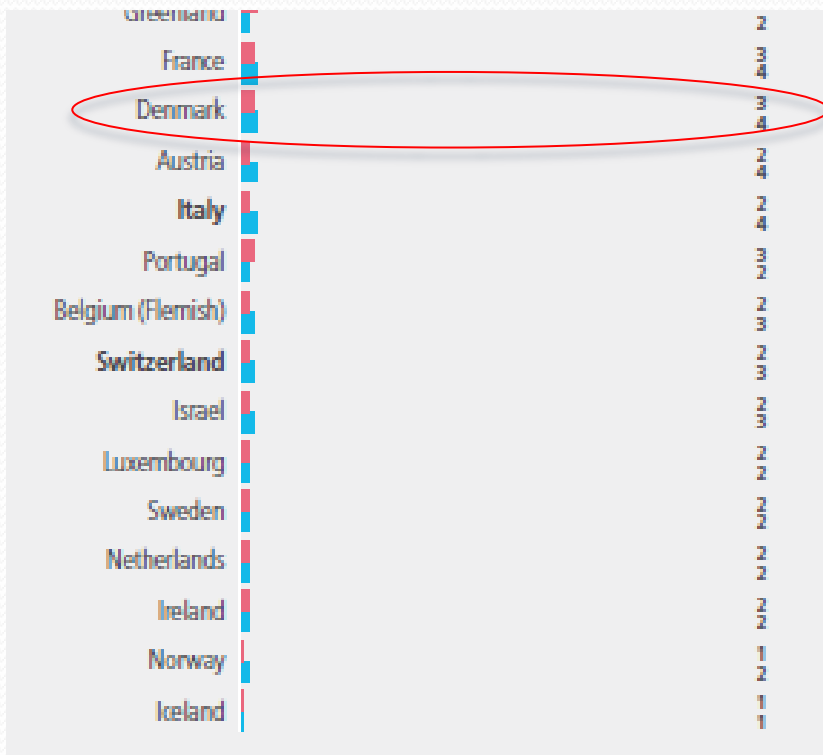 Greenland
2
France
3
4
Denmark
3
4
Austria
2
4
Italy
2
4
Portugal
3
2
Belgium (Flemish)
2
3
Switzerland
2
3
Israel
2
3
Luxembourg
2
2
Sweden
2
2
Netherlands
2
2
Ireland
2
2
Norway
1
2
Iceland
1
1